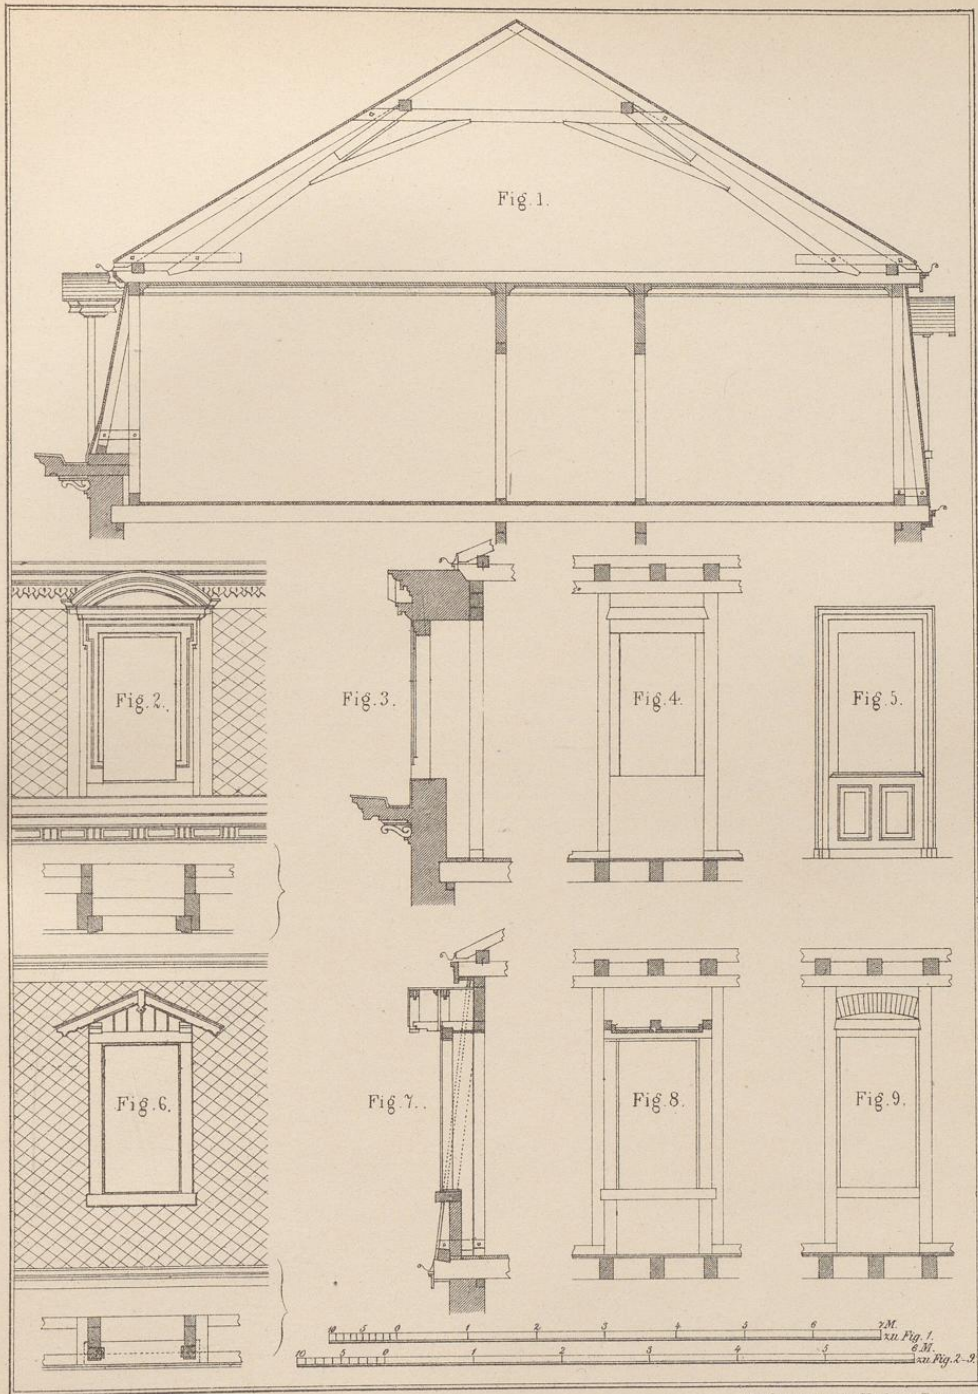 Fig. 1.
Fig. 2.
Fig. 3.
Fig. 4.
Fig. 5.
Fig. 6.
Fig. 7.
Fig. 8.
Fig. 9.
10 5 0 1 2 3 4 5 6 7 M.
zu Fig. 1.
10 5 0 1 2 3 4 5 6 M.
zu Fig. 2-9.